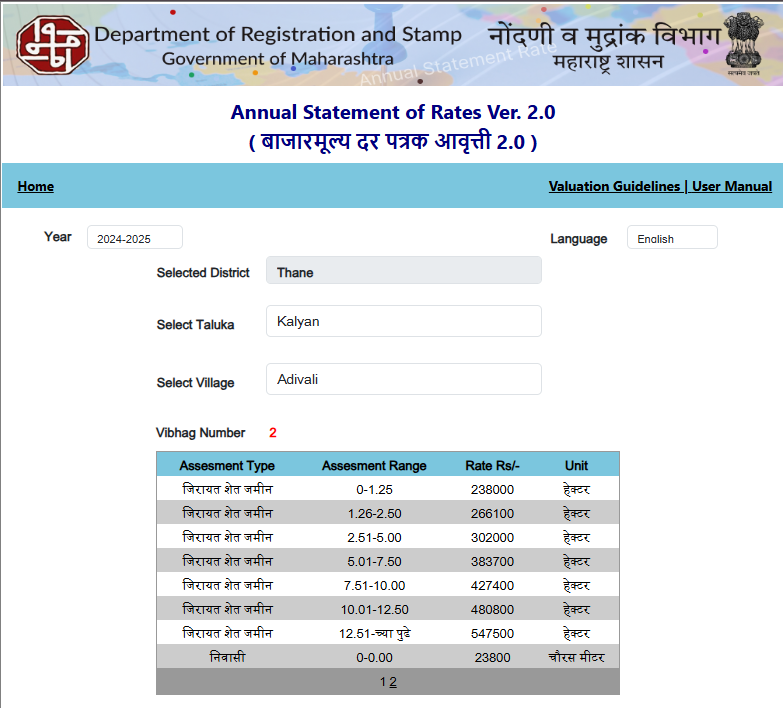 Department of Registration and Stamp
Government of Maharashtra
नोंदणी व मुद्रांक विभाग
महाराष्ट्र शासन
Annual Statement Rate
सत्यमेव जयते
Annual Statement of Rates Ver. 2.0
( बाजारमूल्य दर पत्रक आवृत्ती 2.0 )
Home Valuation Guidelines | User Manual
Year 2024-2025 Language English
Selected District Thane
Select Taluka Kalyan
Select Village Adivali
Vibhag Number 2
Assesment Type Assesment Range Rate Rs/- Unit
जिरायत शेत जमीन 0-1.25 238000 हेक्टर
जिरायत शेत जमीन 1.26-2.50 266100 हेक्टर
जिरायत शेत जमीन 2.51-5.00 302000 हेक्टर
जिरायत शेत जमीन 5.01-7.50 383700 हेक्टर
जिरायत शेत जमीन 7.51-10.00 427400 हेक्टर
जिरायत शेत जमीन 10.01-12.50 480800 हेक्टर
जिरायत शेत जमीन 12.51-च्या पुढे 547500 हेक्टर
निवासी 0-0.00 23800 चौरस मीटर
1 2